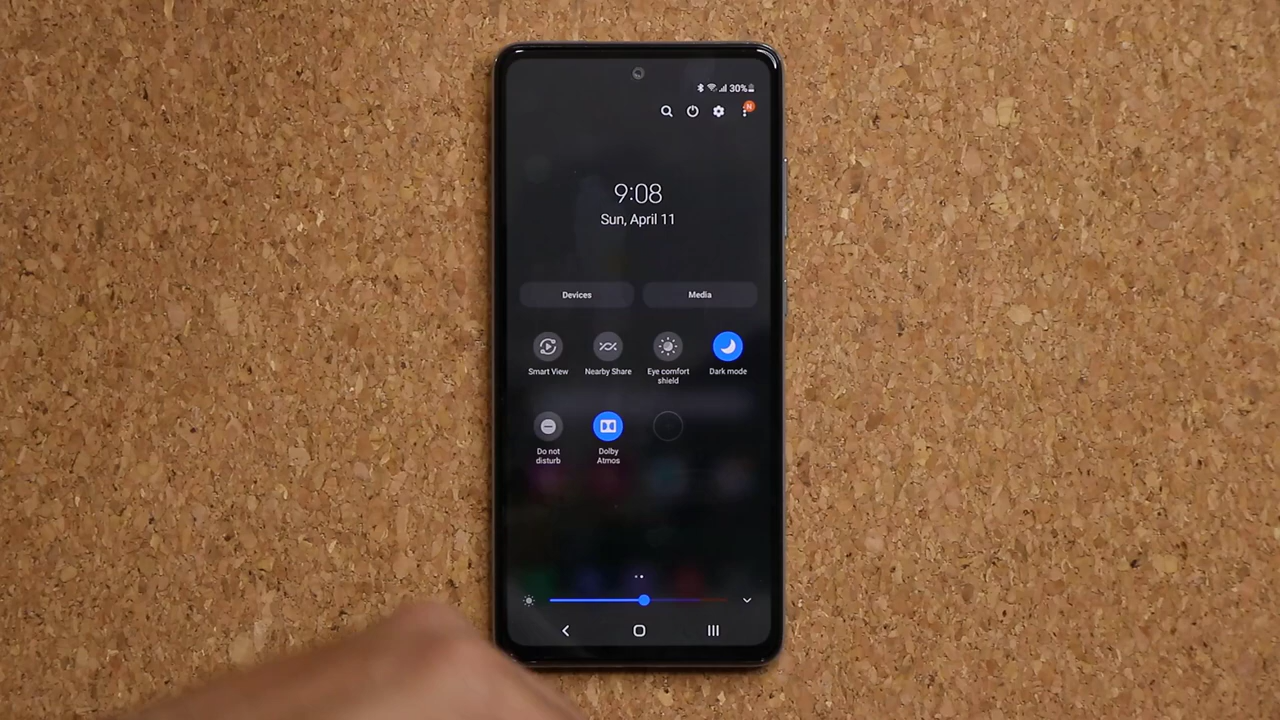 30%
N
9:08
Sun, April 11
Devices
Media
Smart View
Nearby Share
Eye comfort
shield
Dark mode
Do not
disturb
Dolby
Atmos